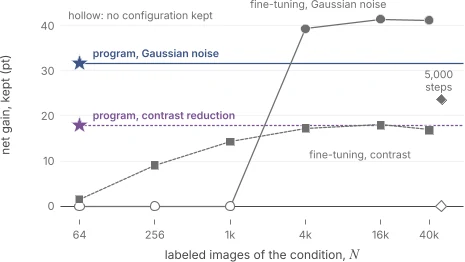 fine-tuning, Gaussian noise
hollow: no configuration kept
40
program, Gaussian noise
30
5,000
steps
20
program, contrast reduction
10
fine-tuning, contrast
0
net gain, kept (pt)
64
256
1k
4k
16k
40k
labeled images of the condition, N